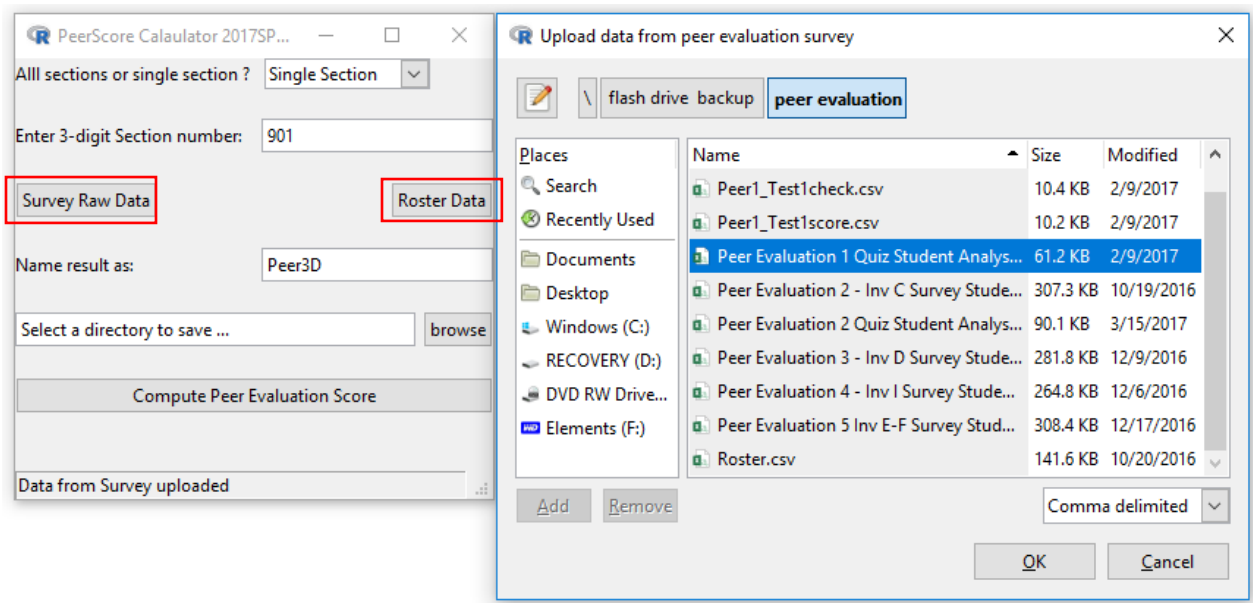 PeerScore Calaulator 2017SP...
Alll sections or single section ? Single Section
Enter 3-digit Section number: 901
Survey Raw Data Roster Data
Name result as: Peer3D
Select a directory to save ... browse
Compute Peer Evaluation Score
Data from Survey uploaded
Upload data from peer evaluation survey
\ flash drive backup peer evaluation
Places
Search
Recently Used
Documents
Desktop
Windows (C:)
RECOVERY (D:)
DVD RW Drive...
Elements (F:)
Name Size Modified
Peer1_Test1check.csv 10.4 KB 2/9/2017
Peer1_Test1score.csv 10.2 KB 2/9/2017
Peer Evaluation 1 Quiz Student Analys... 61.2 KB 2/9/2017
Peer Evaluation 2 - Inv C Survey Stude... 307.3 KB 10/19/2016
Peer Evaluation 2 Quiz Student Analys... 90.1 KB 3/15/2017
Peer Evaluation 3 - Inv D Survey Stude... 281.8 KB 12/9/2016
Peer Evaluation 4 - Inv I Survey Stude... 264.8 KB 12/6/2016
Peer Evaluation 5 Inv E-F Survey Stud... 308.4 KB 12/17/2016
Roster.csv 141.6 KB 10/20/2016
Add Remove
Comma delimited
OK Cancel